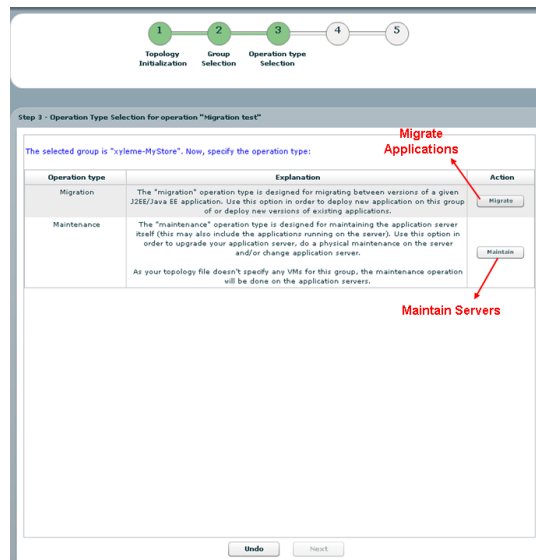 1 2 3 4 5
Topology Initialization
Group Selection
Operation type Selection
Step 3 - Operation Type Selection for operation "Migration test"
Migrate
Applications
The selected group is "xyleme-MyStore". Now, specify the operation type:
Operation type Explanation Action
Migration
The "migration" operation type is designed for migrating between versions of a given
J2EE/Java EE application. Use this option in order to deploy new application on this group
of or deploy new versions of existing applications.
Migrate
Maintenance
The "maintenance" operation type is designed for maintaining the application server
itself (this may also include the applications running on the server). Use this option in
order to upgrade your application server, do a physical maintenance on the server
and/or change application server.
Maintain
As your topology file doesn't specify any VMs for this group, the maintenance operation
will be done on the application servers.
Maintain Servers
Undo Next